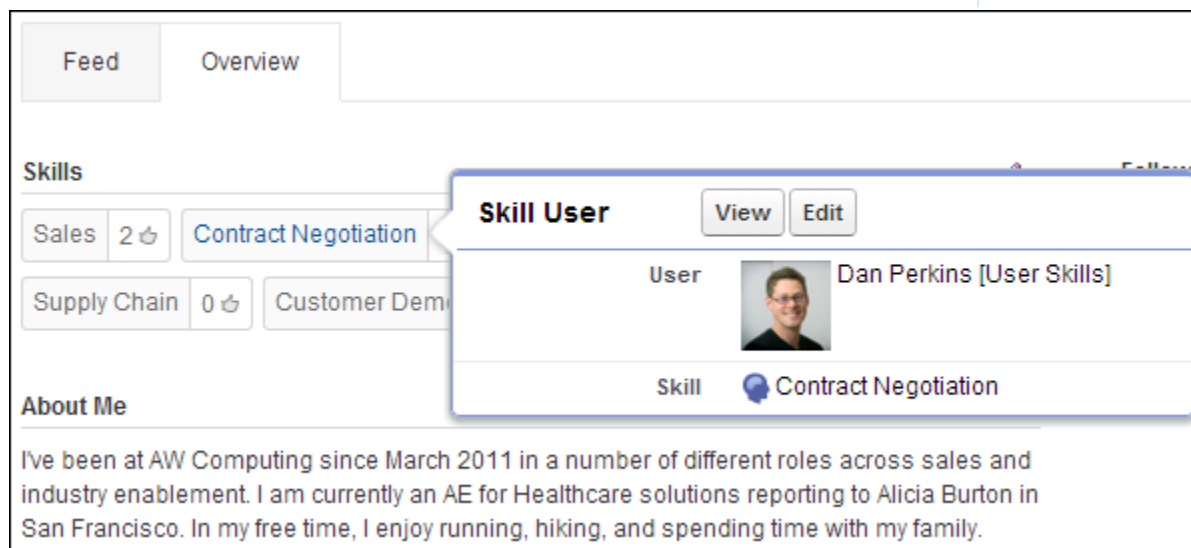 Feed Overview
Skills
Sales 2 Contract Negotiation
Supply Chain 0 Customer
Skill User View Edit
User Dan Perkins [User Skills]
Skill Contract Negotiation
About Me
I've been at AW Computing since March 2011 in a number of different roles across sales and
industry enablement. I am currently an AE for Healthcare solutions reporting to Alicia Burton in
San Francisco. In my free time, I enjoy running, hiking, and spending time with my family.